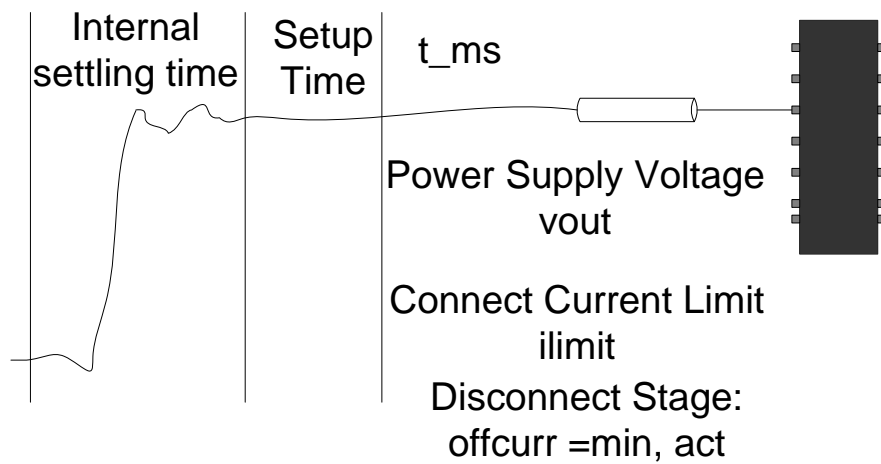 Internal
settling time
Setup
Time
t_ms
Power Supply Voltage
vout
Connect Current Limit
ilimit
Disconnect Stage:
offcurr =min, act